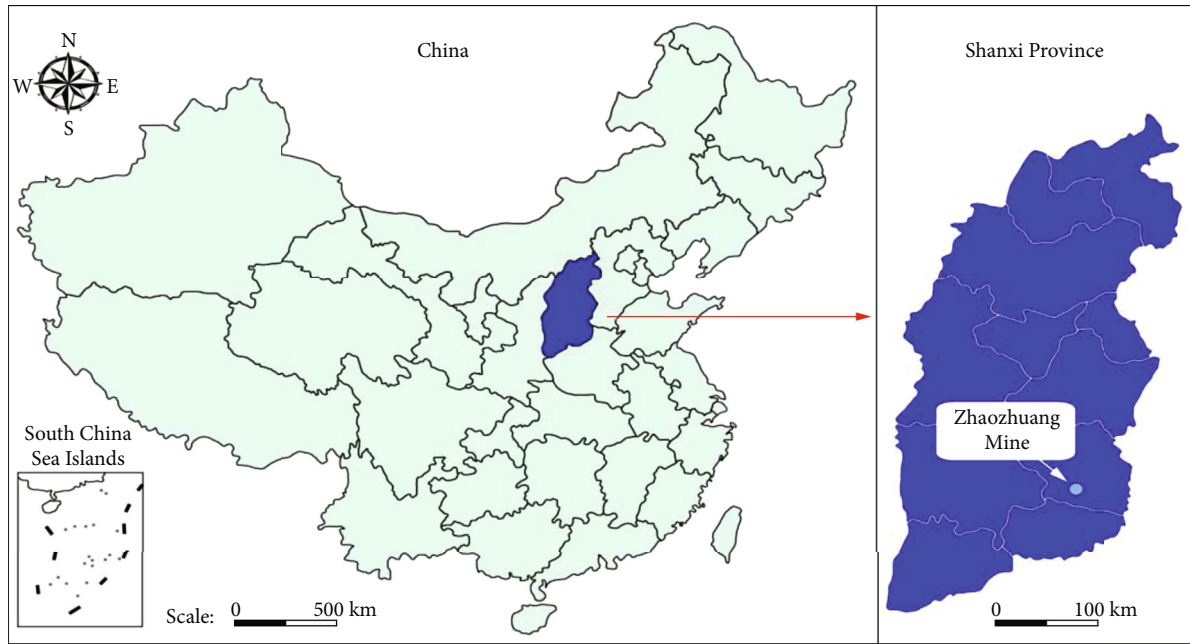 China
N
W E
S
South China
Sea Islands
Scale: 0 500 km
Shanxi Province
Zhaozhuang
Mine
0 100 km